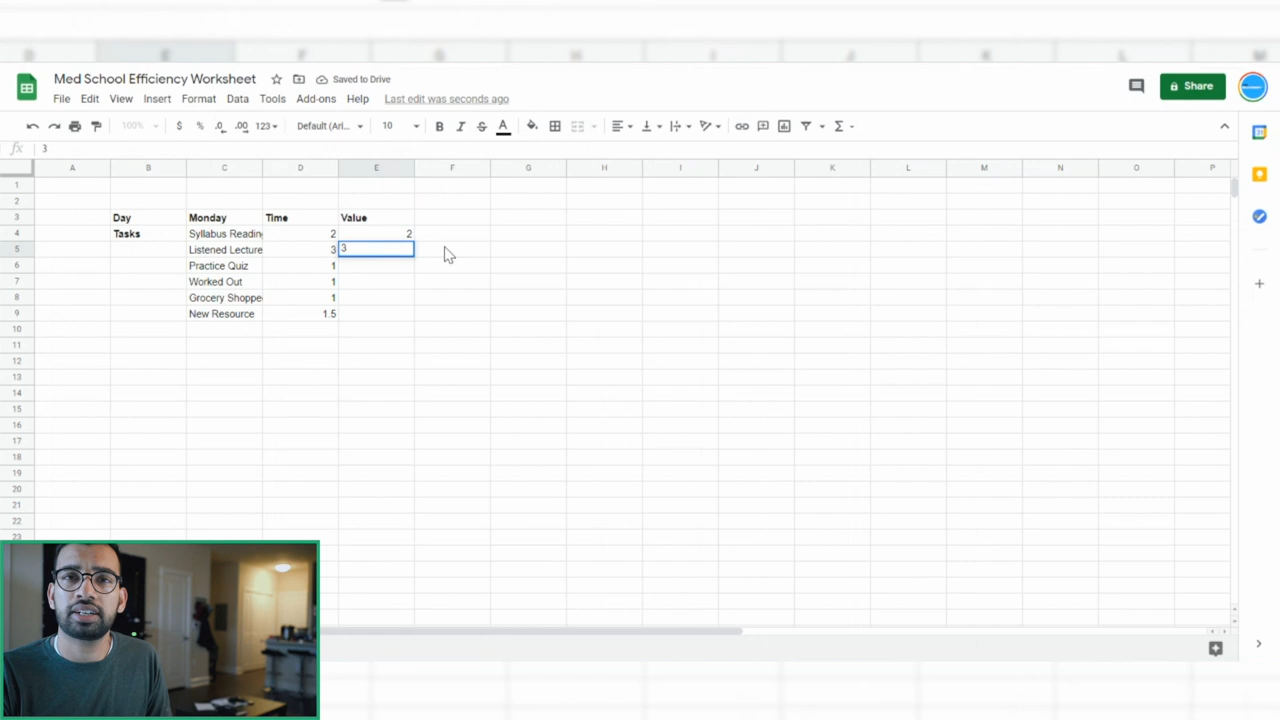 Med School Efficiency Worksheet
Saved to Drive
File Edit View Insert Format Data Tools Add-ons Help Last edit was seconds ago
Share
100% $ % .0 .00 123 Default (Ari... 10 B I S A Σ
fx 3
A B C D E F G H I J K L M N O P
1
2
3 Day Monday Time Value
4 Tasks Syllabus Readin 2 2
5 Listened Lecture 3 3
6 Practice Quiz 1
7 Worked Out 1
8 Grocery Shoppe 1
9 New Resource 1.5
10
11
12
13
14
15
16
17
18
19
20
21
22
23